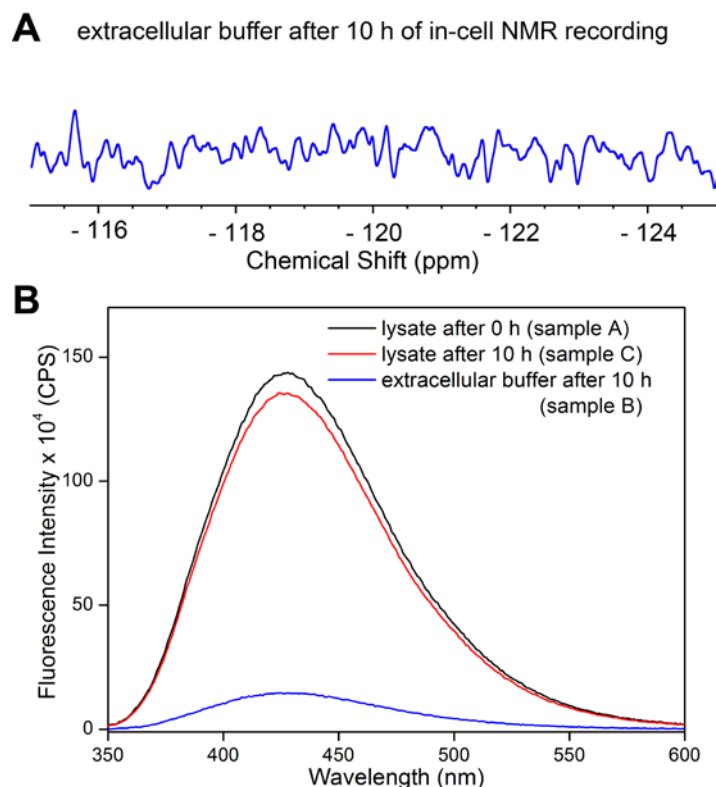 A extracellular buffer after 10 h of in-cell NMR recording
- 116 - 118 - 120 - 122 - 124
Chemical Shift (ppm)
B
lysate after 0 h (sample A)
lysate after 10 h (sample C)
extracellular buffer after 10 h
(sample B)
Fluorescence Intensity x 10⁴ (CPS)
150
100
50
0
350 400 450 500 550 600
Wavelength (nm)